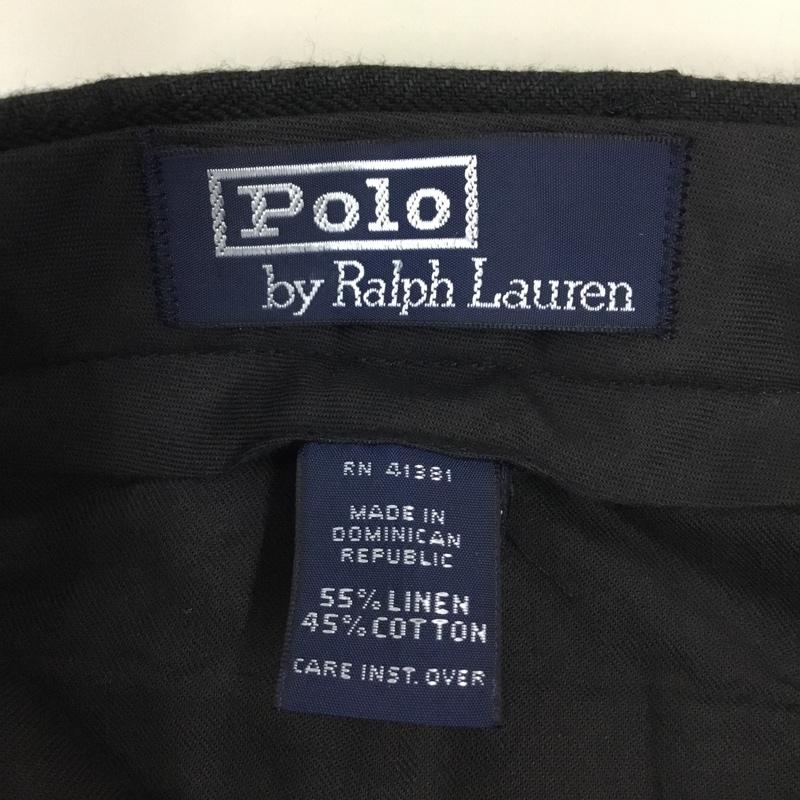 Polo
by Ralph Lauren
RN 41381
MADE IN
DOMINICAN
REPUBLIC
55% LINEN
45% COTTON
CARE INST. OVER